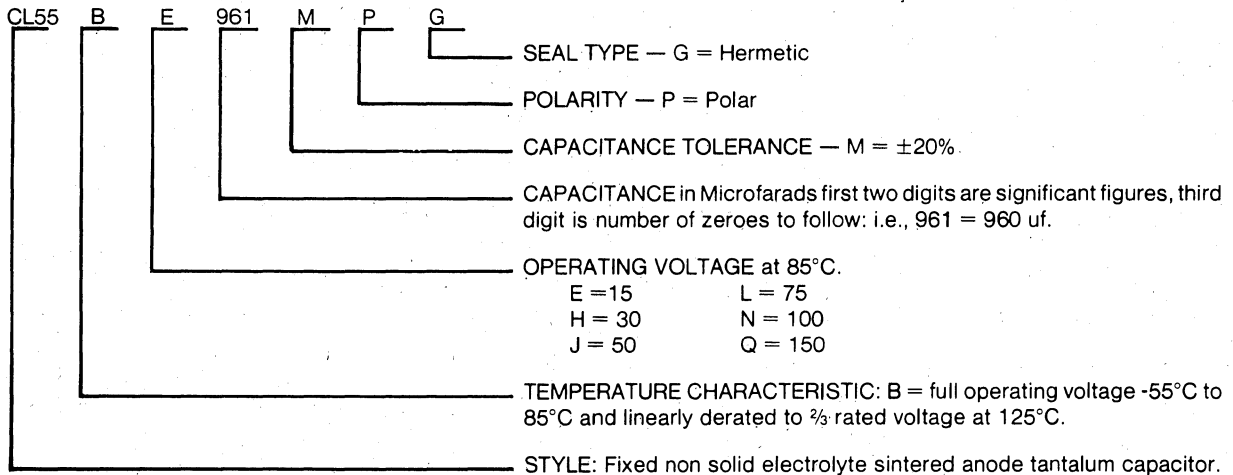 CL55 B E 961 M P G
SEAL TYPE — G = Hermetic
POLARITY — P = Polar
CAPACITANCE TOLERANCE — M = ±20%
CAPACITANCE in Microfarads first two digits are significant figures, third
digit is number of zeroes to follow: i.e., 961 = 960 uf.
OPERATING VOLTAGE at 85°C.
E =15 L = 75
H = 30 N = 100
J = 50 Q = 150
TEMPERATURE CHARACTERISTIC: B = full operating voltage -55°C to
85°C and linearly derated to ⅔ rated voltage at 125°C.
STYLE: Fixed non solid electrolyte sintered anode tantalum capacitor.